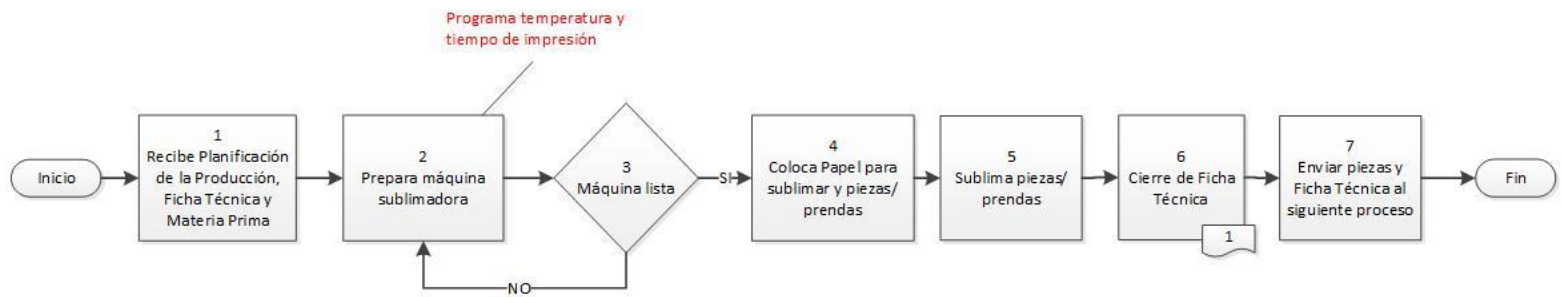 Programa temperatura y
tiempo de impresión
Inicio
1
Recibe Planificación
de la Producción,
Ficha Técnica y
Materia Prima
2
Prepara máquina
sublimadora
3
Máquina lista
SI
NO
4
Coloca Papel para
sublimar y piezas/
prendas
5
Sublima piezas/
prendas
6
Cierre de Ficha
Técnica
1
7
Enviar piezas y
Ficha Técnica al
siguiente proceso
Fin